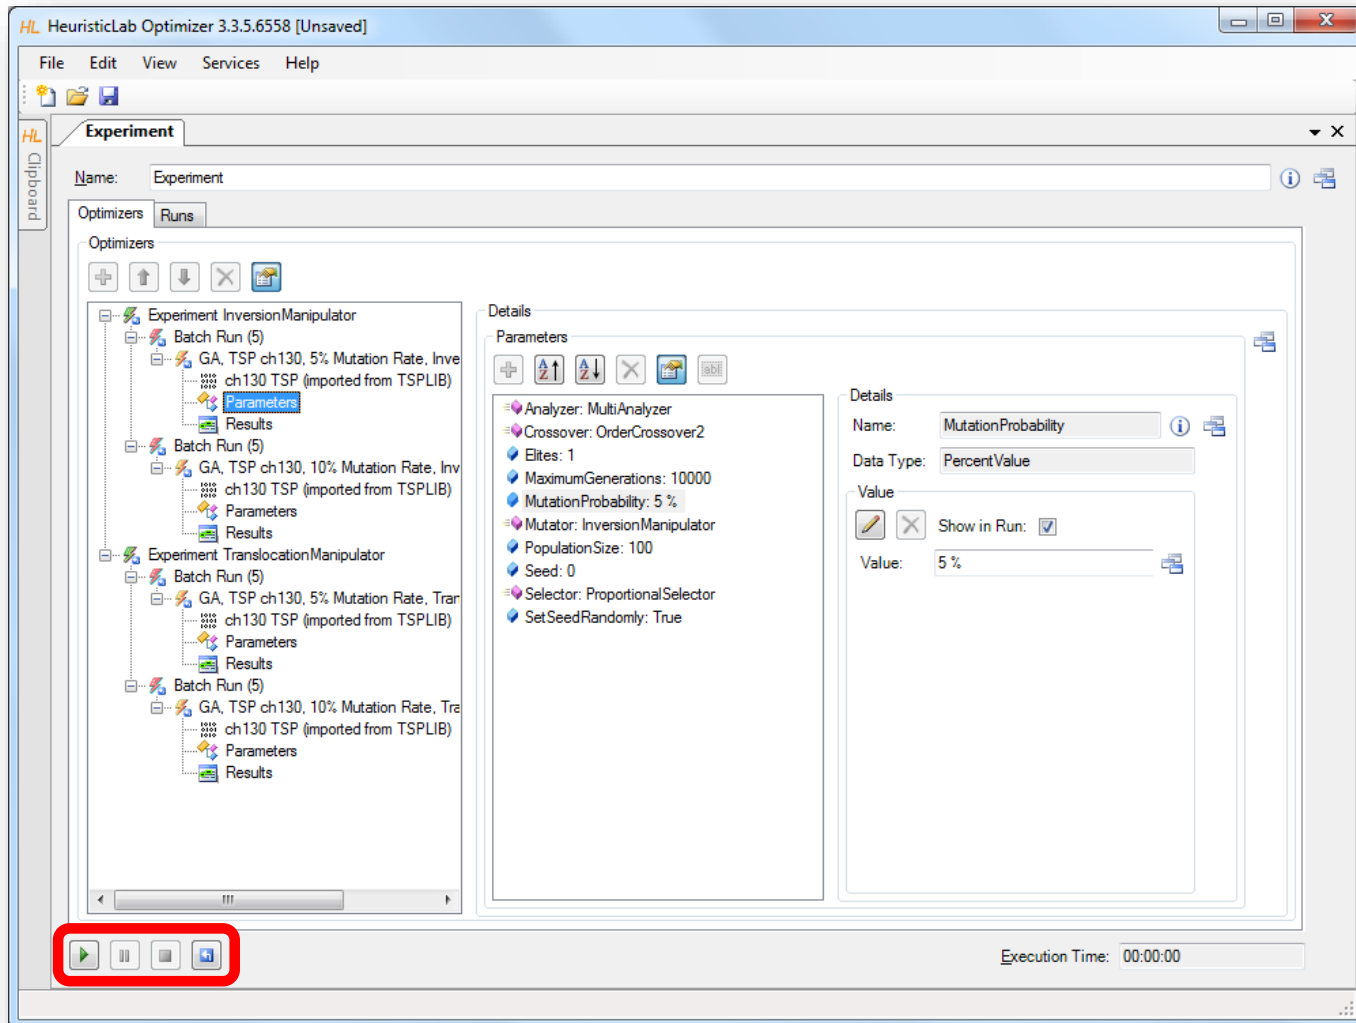 HL HeuristicLab Optimizer 3.3.5.6558 [Unsaved]
File Edit View Services Help
HL Clipboard
Experiment
Name: Experiment
Optimizers Runs
Optimizers
Experiment InversionManipulator
Batch Run (5)
GA, TSP ch130, 5% Mutation Rate, Inve
ch130 TSP (imported from TSPLIB)
Parameters
Results
Batch Run (5)
GA, TSP ch130, 10% Mutation Rate, Inv
ch130 TSP (imported from TSPLIB)
Parameters
Results
Experiment TranslocationManipulator
Batch Run (5)
GA, TSP ch130, 5% Mutation Rate, Tran
ch130 TSP (imported from TSPLIB)
Parameters
Results
Batch Run (5)
GA, TSP ch130, 10% Mutation Rate, Tra
ch130 TSP (imported from TSPLIB)
Parameters
Results
Details
Parameters
A Z A Z abl
Analyzer: MultiAnalyzer
Crossover: OrderCrossover2
Elites: 1
MaximumGenerations: 10000
MutationProbability: 5 %
Mutator: InversionManipulator
PopulationSize: 100
Seed: 0
Selector: ProportionalSelector
SetSeedRandomly: True
Details
Name: MutationProbability
Data Type: PercentValue
Value
Show in Run:
Value: 5 %
Execution Time: 00:00:00